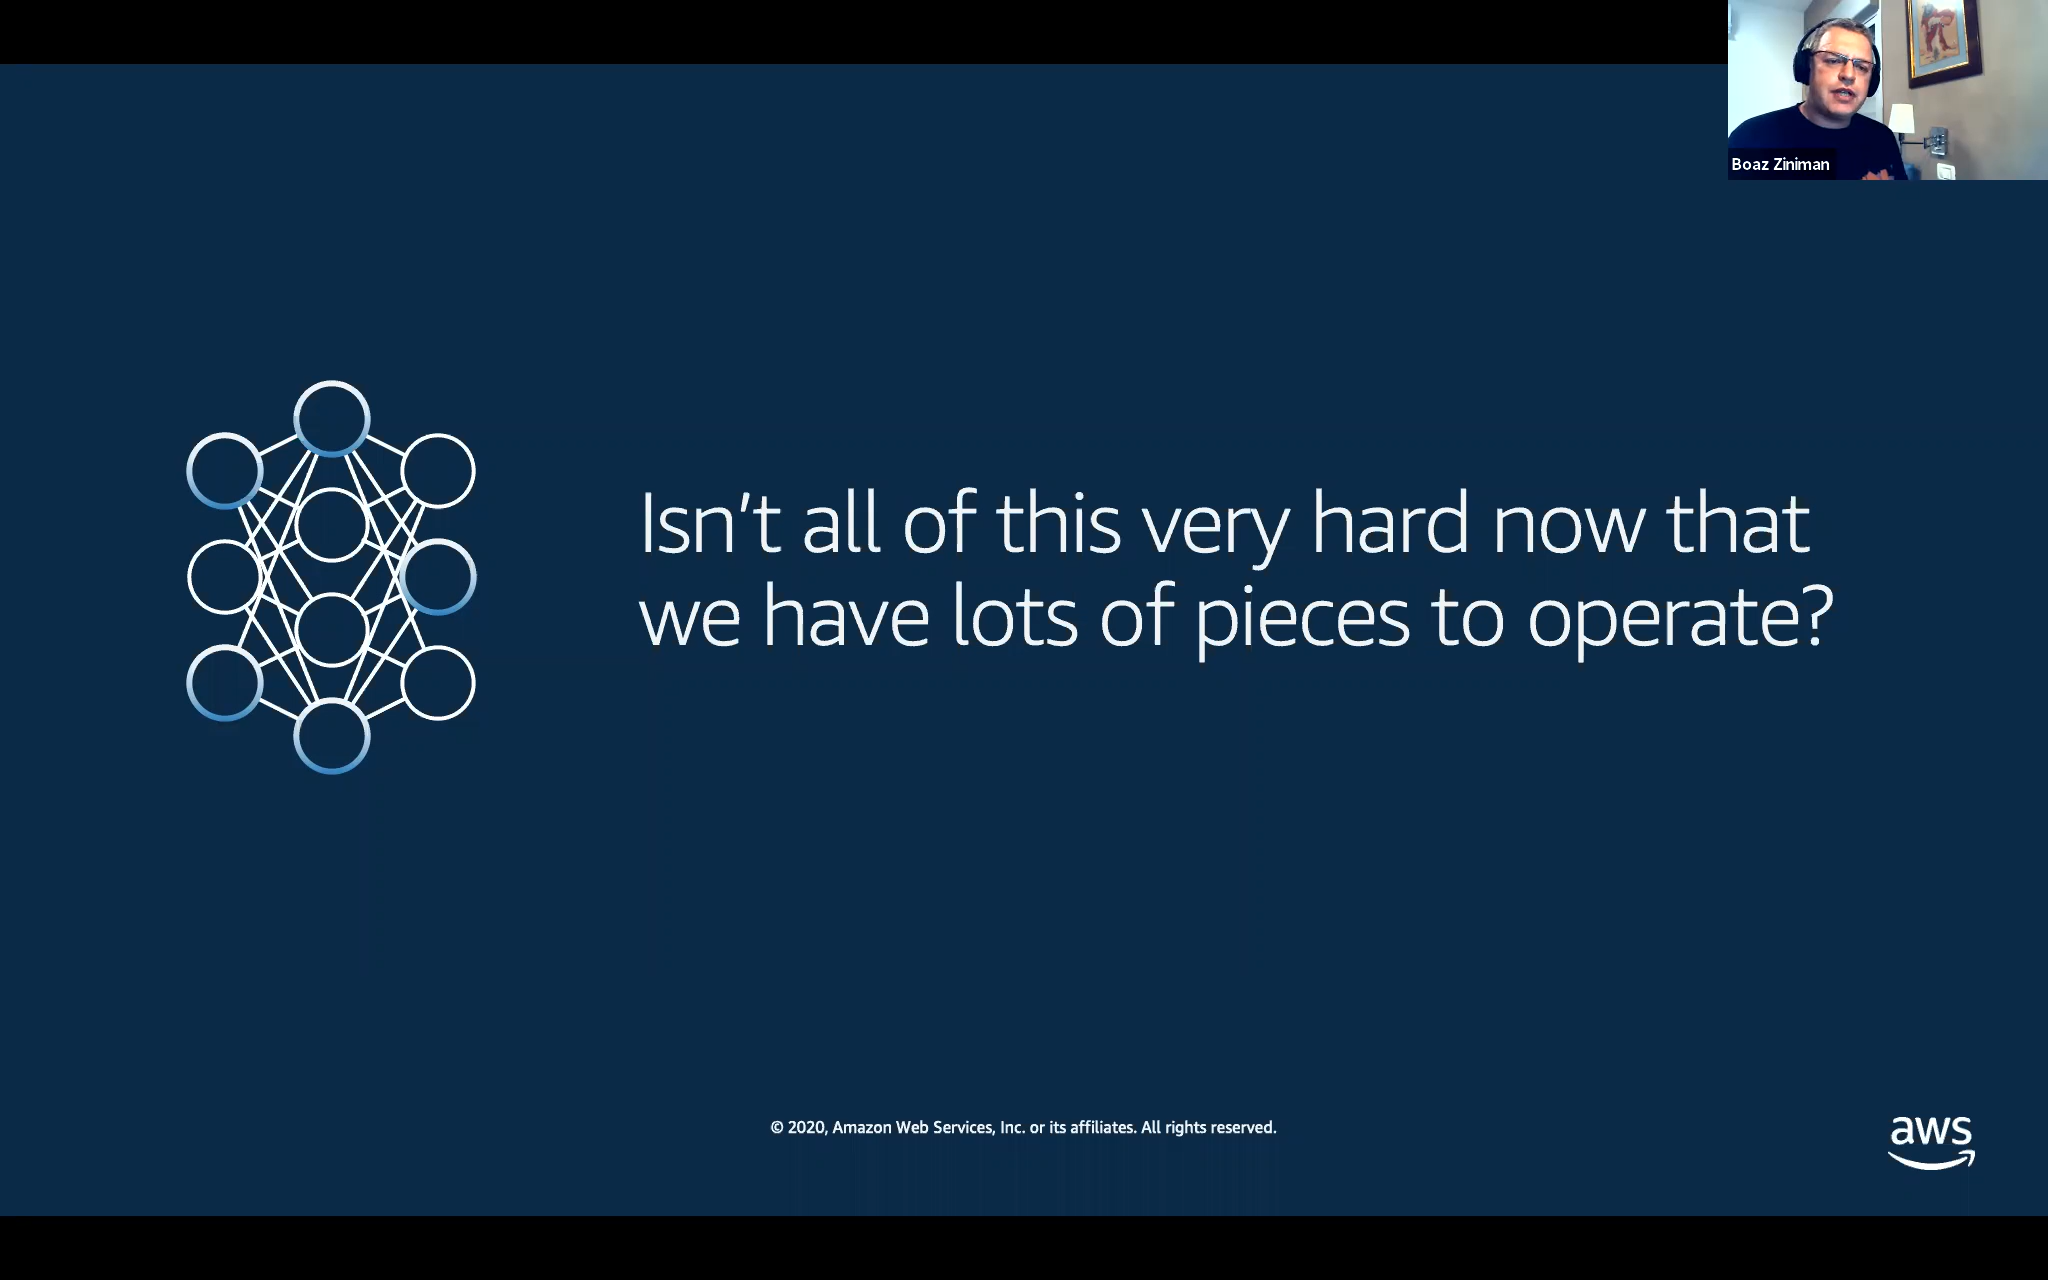 Boaz Ziniman
Isn’t all of this very hard now that
we have lots of pieces to operate?
© 2020, Amazon Web Services, Inc. or its affiliates. All rights reserved.
aws